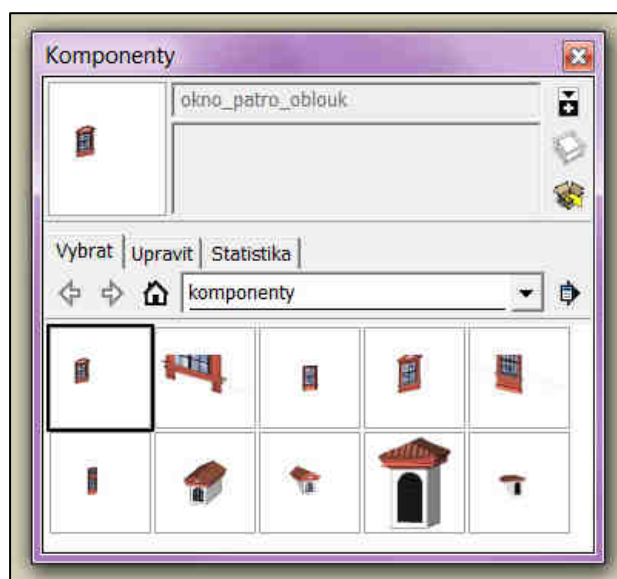 Komponenty
okno_patro_oblouk
Vybrat Upravit Statistika
komponenty